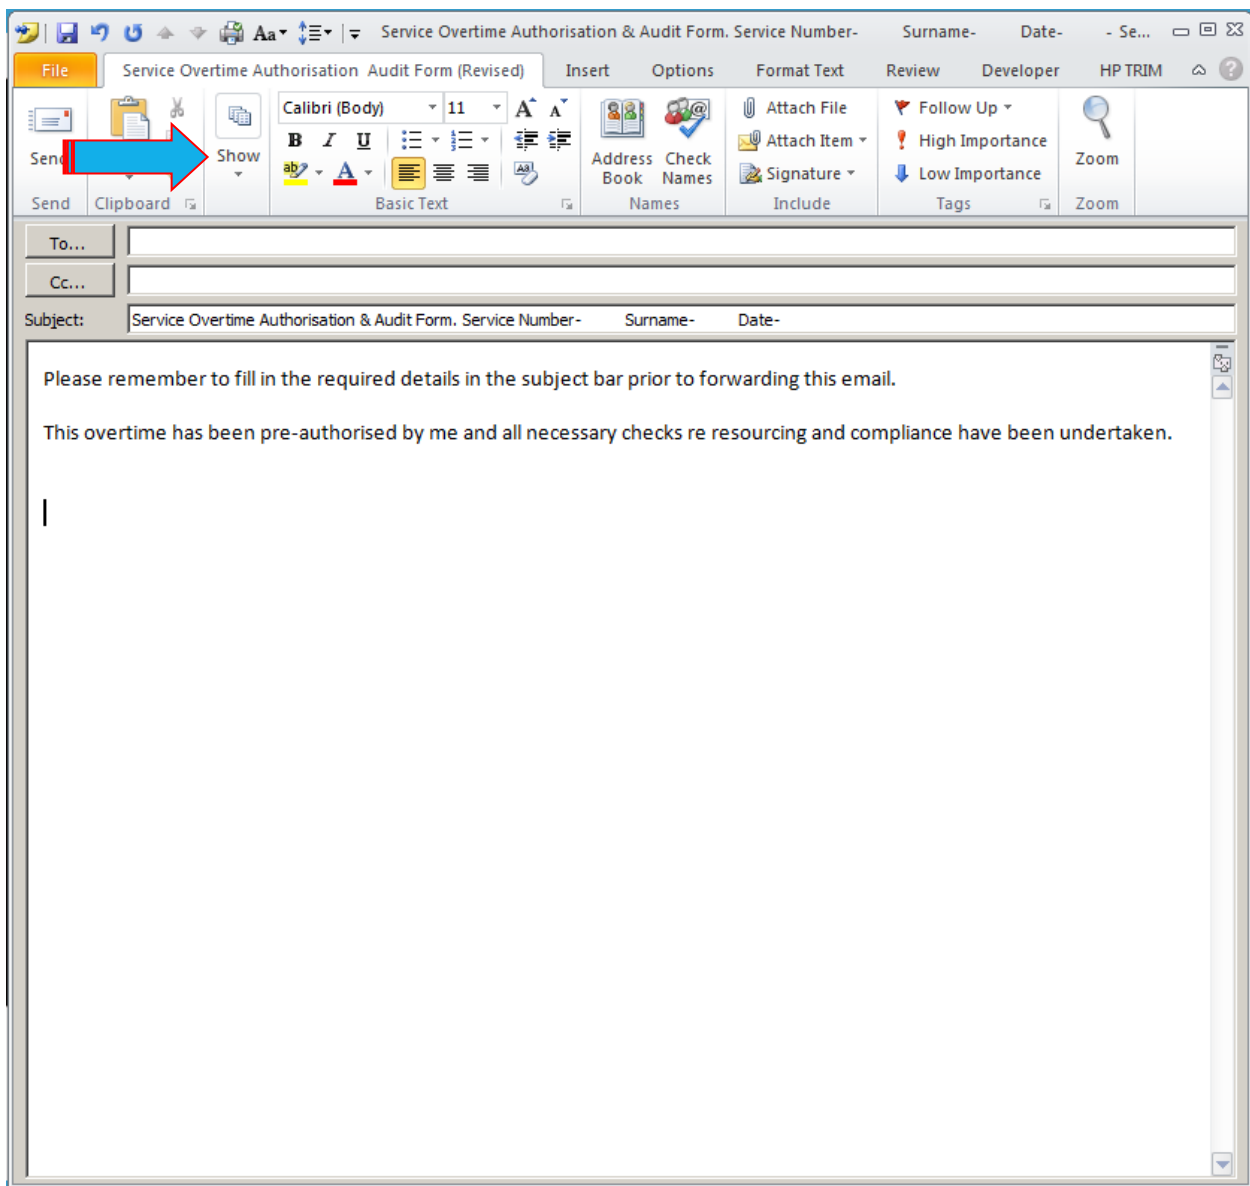 Aa Service Overtime Authorisation & Audit Form. Service Number- Surname- Date- - Se...
File Service Overtime Authorisation Audit Form (Revised) Insert Options Format Text Review Developer HP TRIM
Calibri (Body) 11 A A Attach File Follow Up
B I U Attach Item High Importance
Send Show Address Book Check Names Zoom
ab A Aa Signature Low Importance
Send Clipboard Basic Text Names Include Tags Zoom
To...
Cc...
Subject: Service Overtime Authorisation & Audit Form. Service Number- Surname- Date-
Please remember to fill in the required details in the subject bar prior to forwarding this email.
This overtime has been pre-authorised by me and all necessary checks re resourcing and compliance have been undertaken.